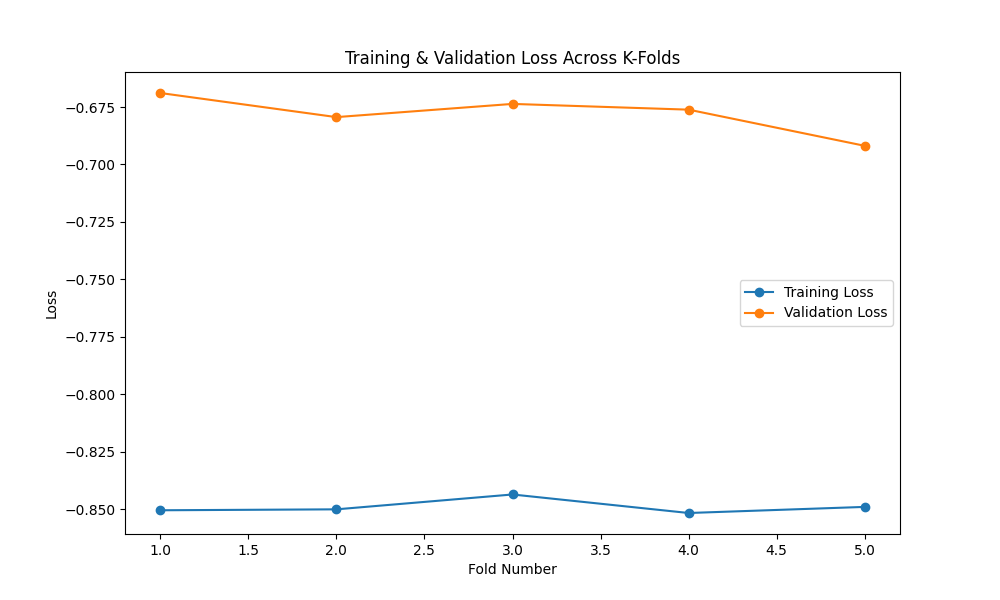 Training & Validation Loss Across K-Folds
−0.675
−0.700
−0.725
−0.750
−0.775
−0.800
−0.825
−0.850
Loss
Training Loss
Validation Loss
1.0 1.5 2.0 2.5 3.0 3.5 4.0 4.5 5.0
Fold Number